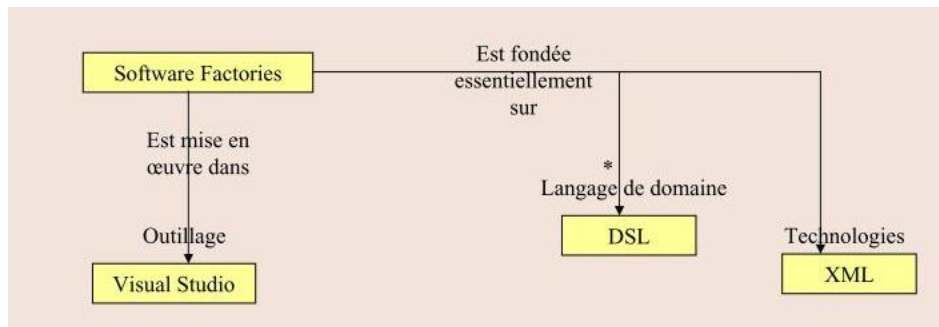 Est fondée
essentiellement
sur
Software Factories
Est mise en
œuvre dans
*
Langage de domaine
Outillage
DSL
Technologies
Visual Studio
XML